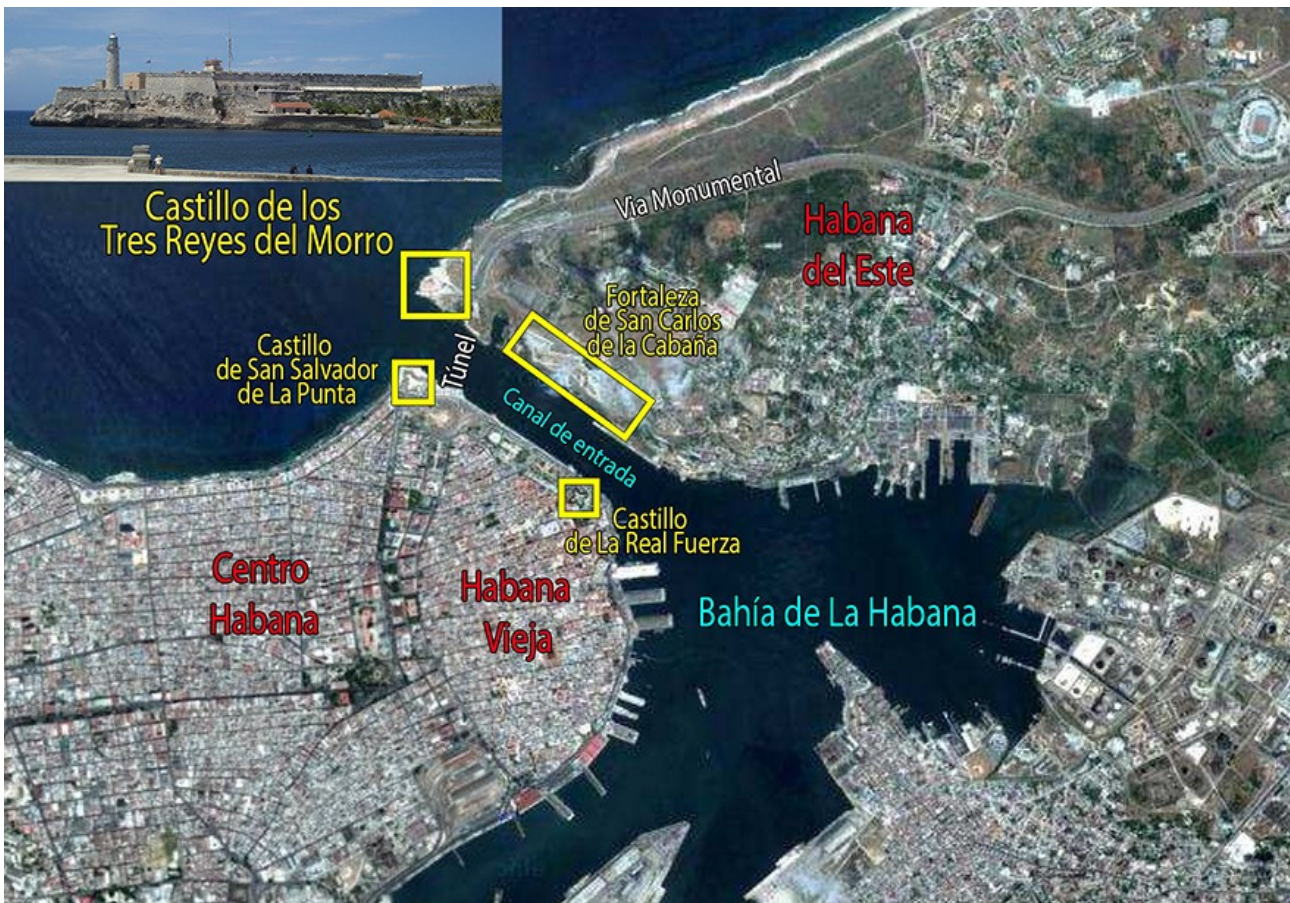 Castillo de los
Tres Reyes del Morro
Via Monumental
Habana
del Este
Fortaleza
de San Carlos
de la Cabaña
Castillo
de San Salvador
de La Punta
Túnel
Canal de entrada
Castillo
de La Real Fuerza
Centro
Habana
Habana
Vieja
Bahía de La Habana